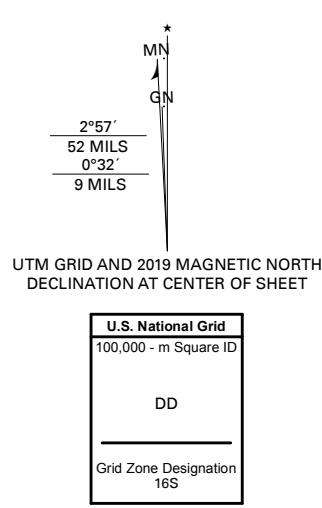 ★
MN
GN
2°57´
52 MILS
0°32´
9 MILS
UTM GRID AND 2019 MAGNETIC NORTH
DECLINATION AT CENTER OF SHEET
U.S. National Grid
100,000 - m Square ID
DD
Grid Zone Designation
16S